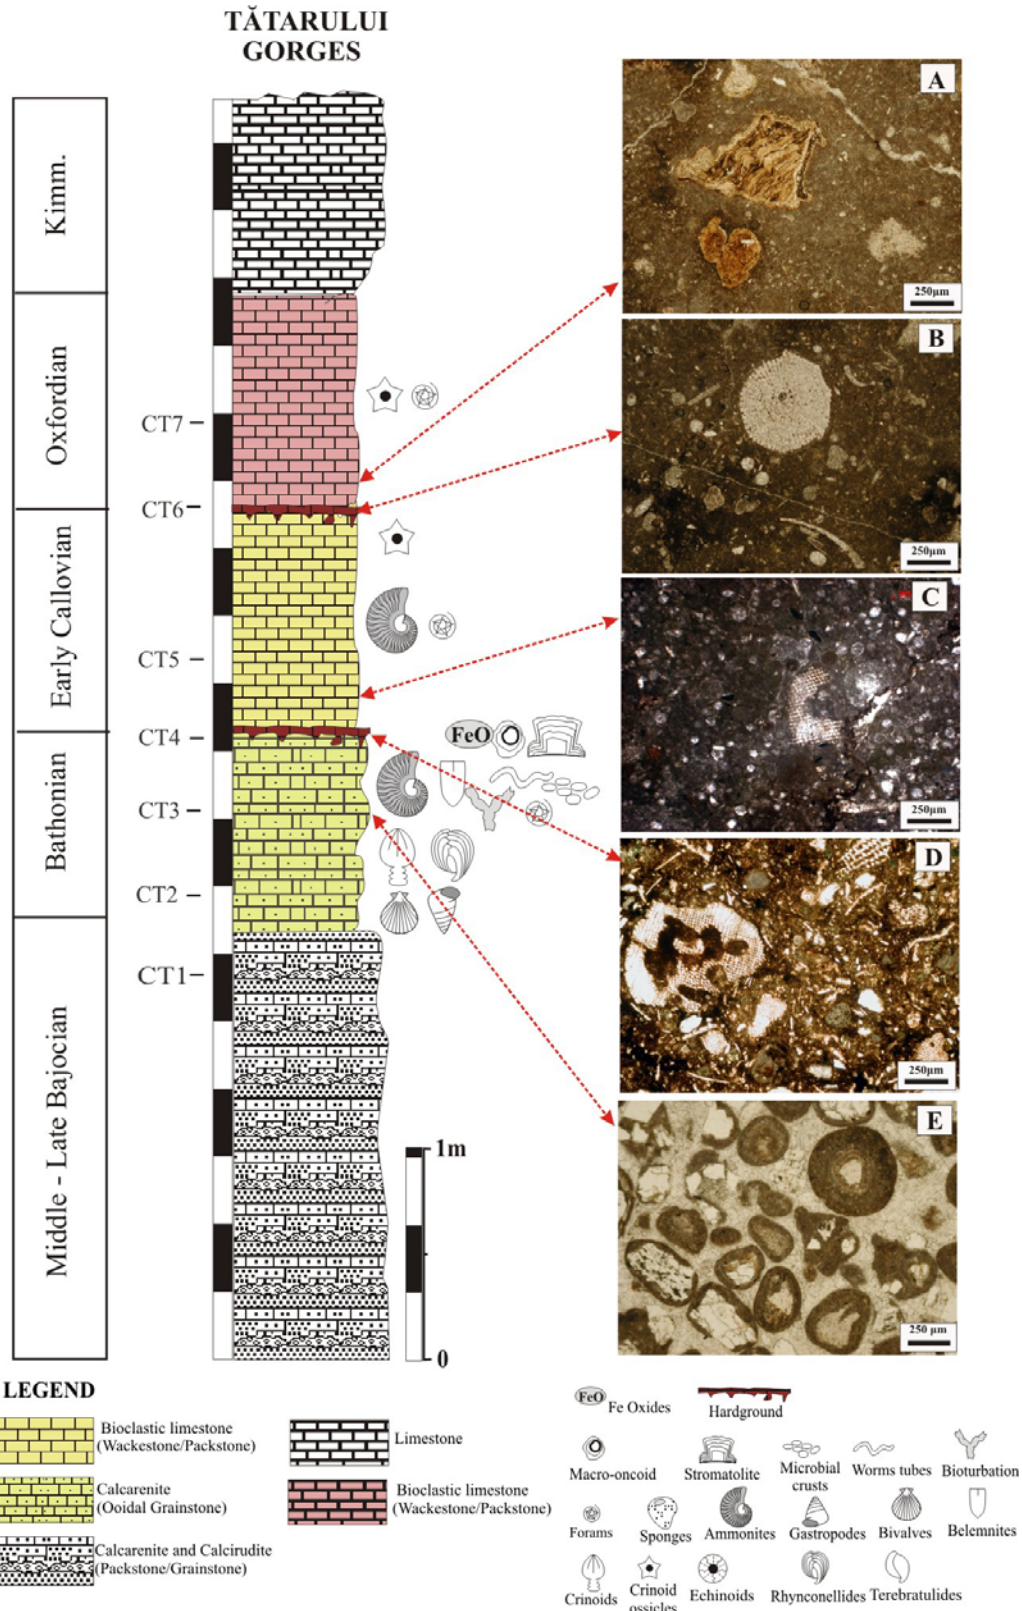 TĂTARULUI
GORGES
Kimm.
Oxfordian
Early Callovian
Bathonian
Middle - Late Bajocian
CT7
CT6
CT5
CT4
CT3
CT2
CT1
FeO
1m
0
A
250µm
B
250µm
C
250µm
D
250µm
E
250 µm
LEGEND
Bioclastic limestone
(Wackestone/Packstone)
Calcarenite
(Ooidal Grainstone)
Calcarenite and Calcirudite
(Packstone/Grainstone)
Limestone
Bioclastic limestone
(Wackestone/Packstone)
FeO
Fe Oxides
Hardground
Macro-oncoid
Stromatolite
Microbial
crusts
Worms tubes
Bioturbation
Forams
Sponges
Ammonites
Gastropodes
Bivalves
Belemnites
Crinoids
Crinoid
ossicles
Echinoids
Rhynconellides
Terebratulides